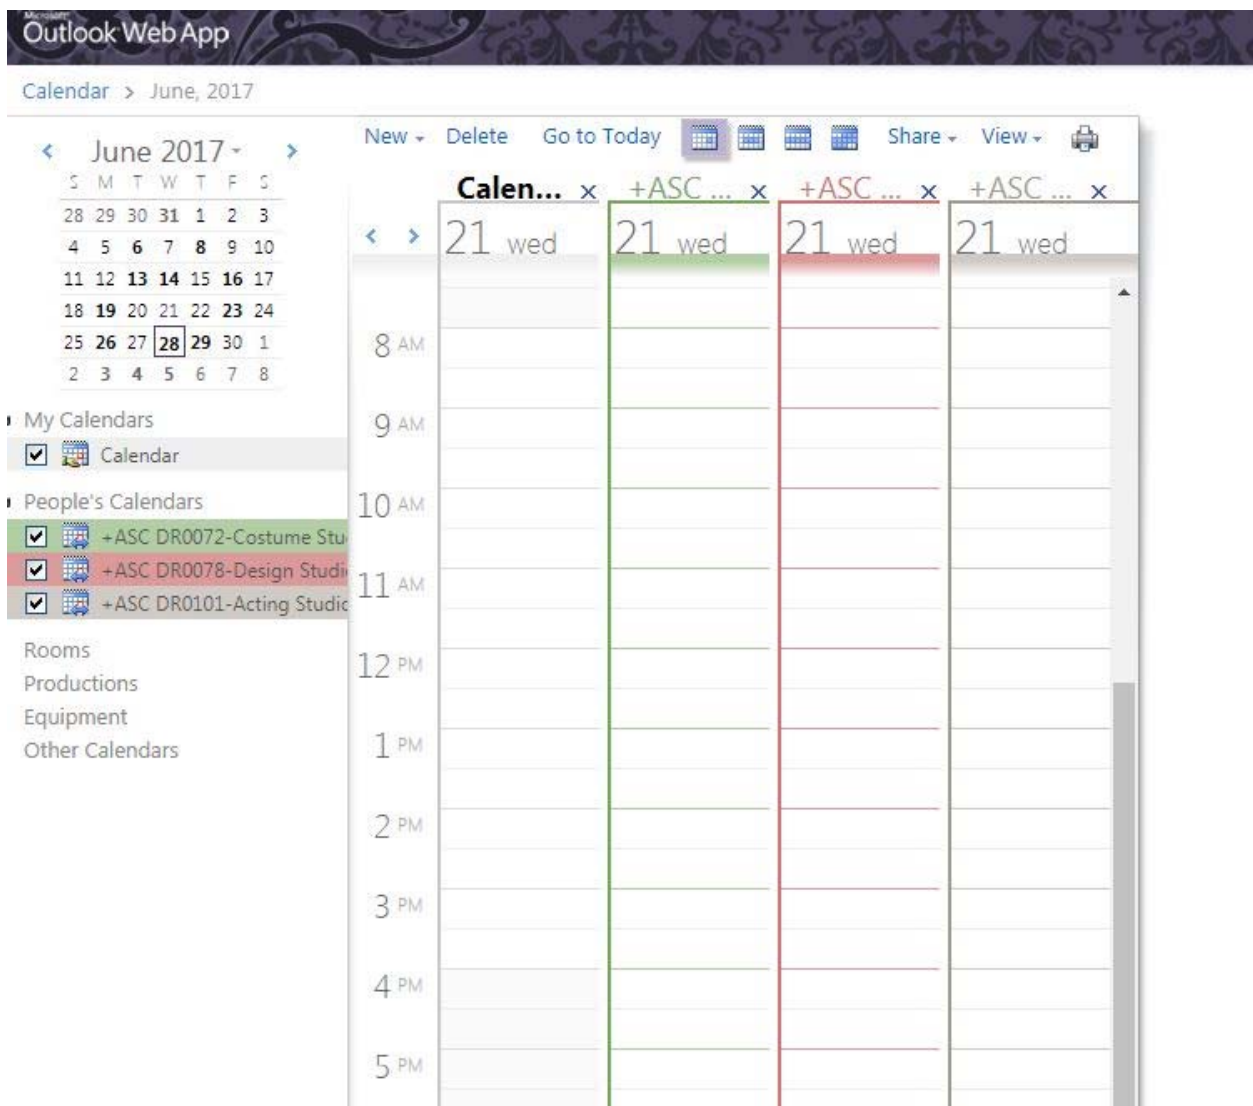 Microsoft
Outlook Web App
Calendar > June, 2017
June 2017
S M T W T F S
28 29 30 31 1 2 3
4 5 6 7 8 9 10
11 12 13 14 15 16 17
18 19 20 21 22 23 24
25 26 27 28 29 30 1
2 3 4 5 6 7 8
My Calendars
Calendar
People's Calendars
+ASC DR0072-Costume Stu
+ASC DR0078-Design Studi
+ASC DR0101-Acting Studio
Rooms
Productions
Equipment
Other Calendars
New Delete Go to Today Share View
Calen... x +ASC ... x +ASC ... x +ASC ... x
21 wed 21 wed 21 wed 21 wed
8 AM
9 AM
10 AM
11 AM
12 PM
1 PM
2 PM
3 PM
4 PM
5 PM